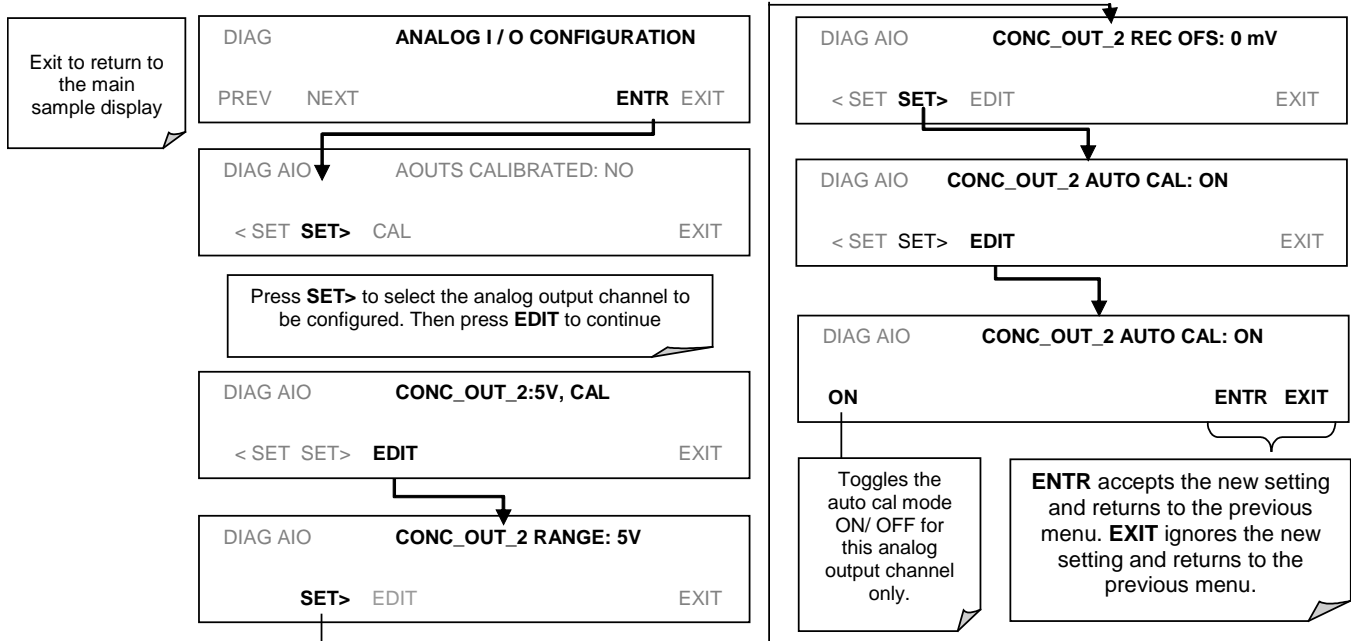 Exit to return to
the main
sample display
DIAG ANALOG I / O CONFIGURATION
PREV NEXT ENTR EXIT
DIAG AIO AOUTS CALIBRATED: NO
< SET SET> CAL EXIT
Press SET> to select the analog output channel to
be configured. Then press EDIT to continue
DIAG AIO CONC_OUT_2:5V, CAL
< SET SET> EDIT EXIT
DIAG AIO CONC_OUT_2 RANGE: 5V
SET> EDIT EXIT
DIAG AIO CONC_OUT_2 REC OFS: 0 mV
< SET SET> EDIT EXIT
DIAG AIO CONC_OUT_2 AUTO CAL: ON
< SET SET> EDIT EXIT
DIAG AIO CONC_OUT_2 AUTO CAL: ON
ON ENTR EXIT
Toggles the
auto cal mode
ON/ OFF for
this analog
output channel
only.
ENTR accepts the new setting
and returns to the previous
menu. EXIT ignores the new
setting and returns to the
previous menu.